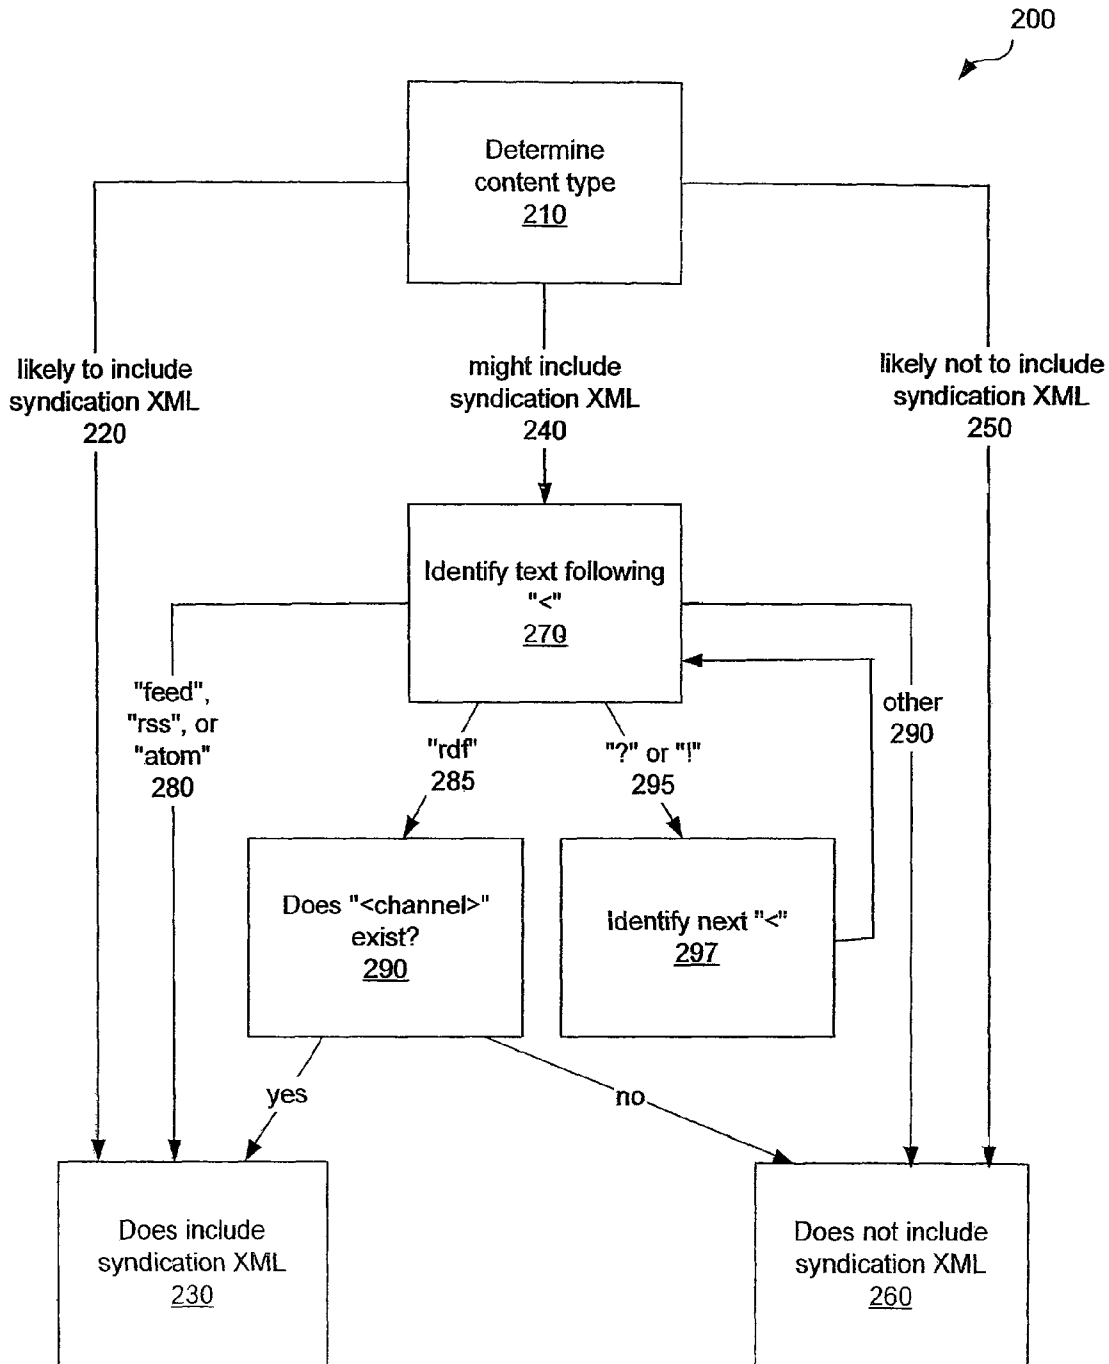 200
Determine
content type
210
likely to include
syndication XML
220
might include
syndication XML
240
likely not to include
syndication XML
250
Identify text following
"<"
270
"feed",
"rss", or
"atom"
280
"rdf"
285
"?" or "!"
295
other
290
Does "<channel>"
exist?
290
Identify next "<"
297
yes
no
Does include
syndication XML
230
Does not include
syndication XML
260